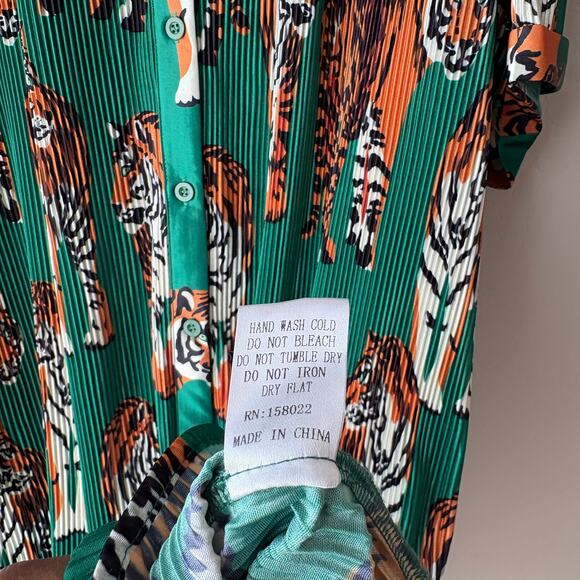 HAND WASH COLD
DO NOT BLEACH
DO NOT TUMBLE DRY
DO NOT IRON
DRY FLAT
RN:158022
MADE IN CHINA